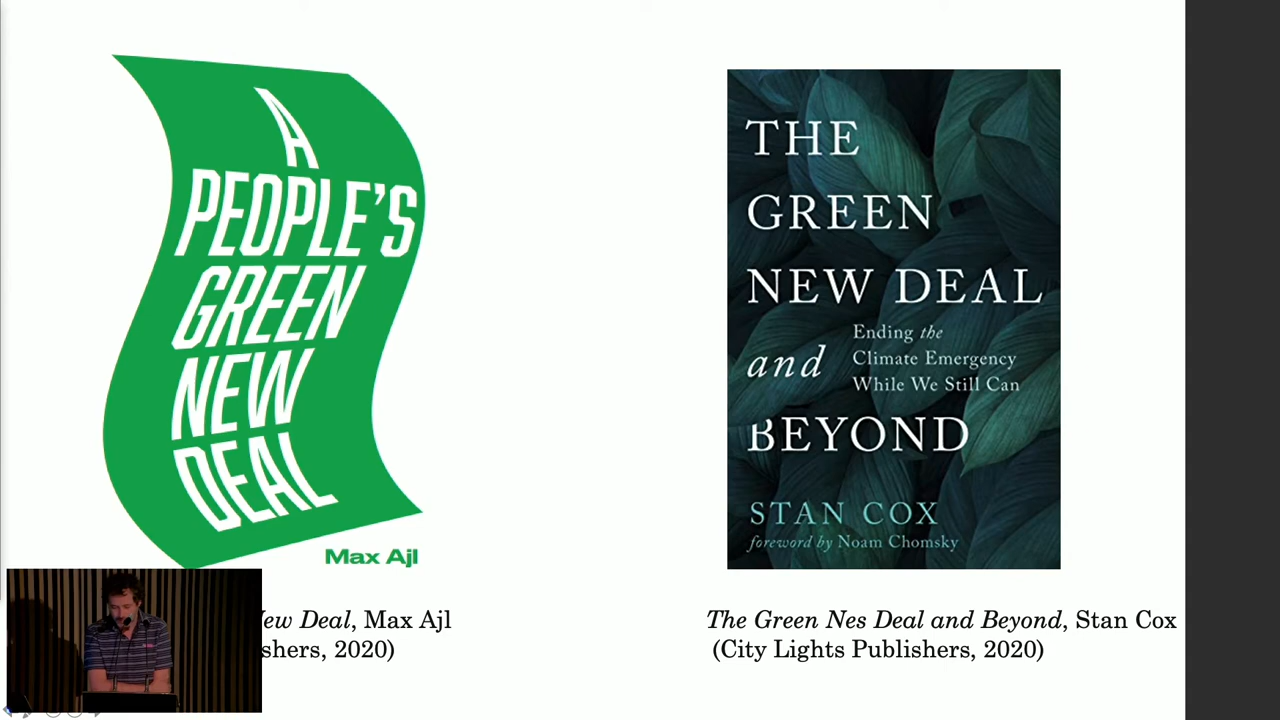 A
PEOPLE'S
GREEN
NEW
DEAL
Max Ajl
New Deal, Max Ajl
shers, 2020)
THE
GREEN
NEW DEAL
and
Ending the
Climate Emergency
While We Still Can
BEYOND
STAN COX
foreword by Noam Chomsky
The Green Nes Deal and Beyond, Stan Cox
(City Lights Publishers, 2020)